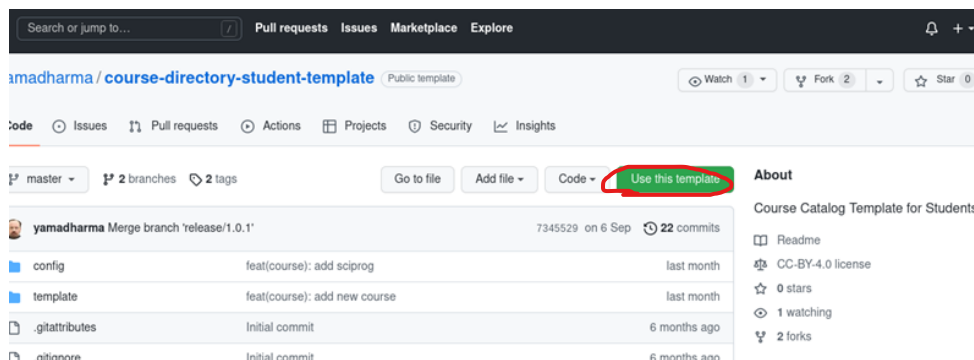 Search or jump to... / Pull requests Issues Marketplace Explore
amadharma / course-directory-student-template Public template Watch 1 Fork 2 Star 0
Code Issues Pull requests Actions Projects Security Insights
master 2 branches 2 tags Go to file Add file Code Use this template About
Course Catalog Template for Students
yamadharma Merge branch 'release/1.0.1' 7345529 on 6 Sep 22 commits
Readme
config feat(course): add sciprog last month
CC-BY-4.0 license
0 stars
template feat(course): add new course last month
1 watching
.gitattributes Initial commit 6 months ago
2 forks
.gitignore Initial commit 6 months ago